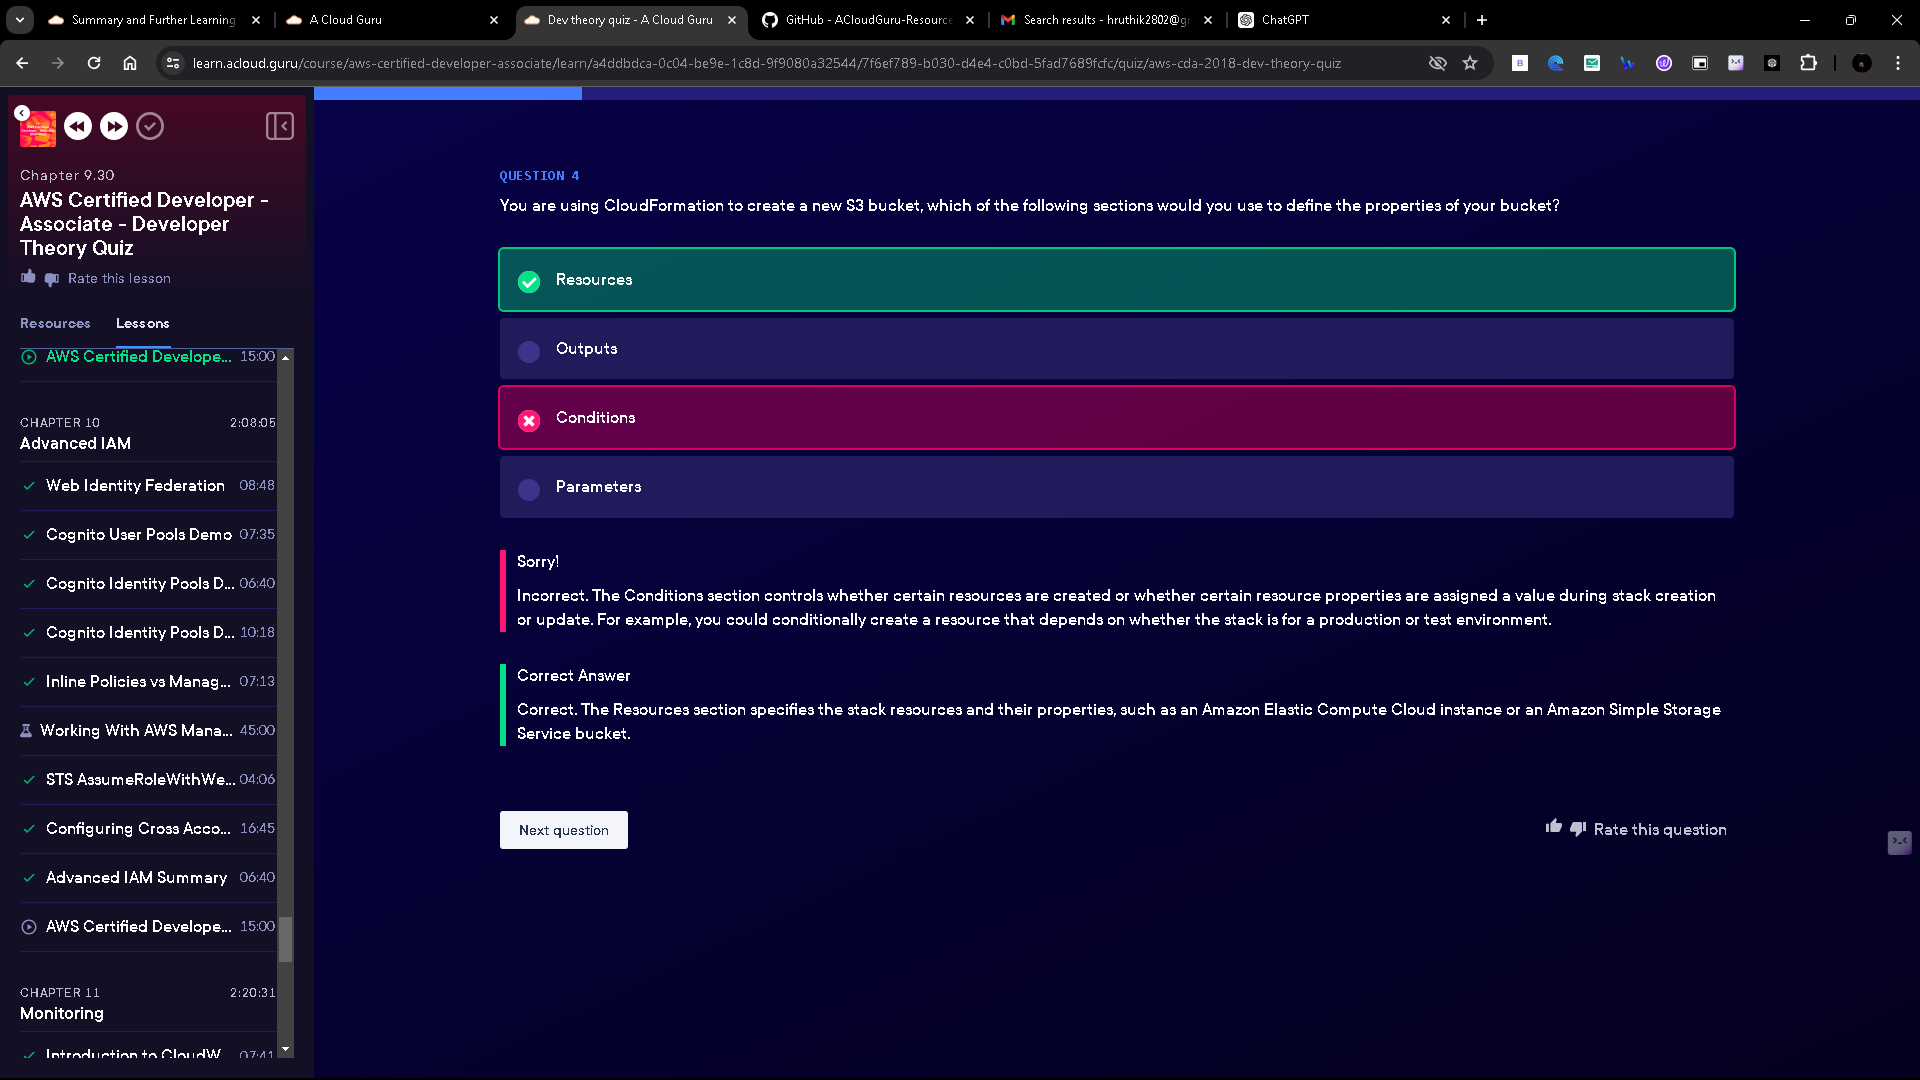 Summary and Further Learning
A Cloud Guru
Dev theory quiz - A Cloud Guru
GitHub - ACloudGuru-Resource
Search results - hruthik2802@gr
ChatGPT
learn.acloud.guru/course/aws-certified-developer-associate/learn/a4ddbdca-0c04-be9e-1c8d-9f9080a32544/7f6ef789-b030-d4e4-c0bd-5fad7689fcfc/quiz/aws-cda-2018-dev-theory-quiz
Chapter 9.30
AWS Certified Developer -
Associate - Developer
Theory Quiz
Rate this lesson
Resources
Lessons
AWS Certified Develope... 15:00
CHAPTER 10 2:08:05
Advanced IAM
Web Identity Federation 08:48
Cognito User Pools Demo 07:35
Cognito Identity Pools D... 06:40
Cognito Identity Pools D... 10:18
Inline Policies vs Manag... 07:13
Working With AWS Mana... 45:00
STS AssumeRoleWithWe... 04:06
Configuring Cross Acco... 16:45
Advanced IAM Summary 06:40
AWS Certified Develope... 15:00
CHAPTER 11 2:20:31
Monitoring
Introduction to CloudW 07:41
QUESTION 4
You are using CloudFormation to create a new S3 bucket, which of the following sections would you use to define the properties of your bucket?
Resources
Outputs
Conditions
Parameters
Sorry!
Incorrect. The Conditions section controls whether certain resources are created or whether certain resource properties are assigned a value during stack creation
or update. For example, you could conditionally create a resource that depends on whether the stack is for a production or test environment.
Correct Answer
Correct. The Resources section specifies the stack resources and their properties, such as an Amazon Elastic Compute Cloud instance or an Amazon Simple Storage
Service bucket.
Next question
Rate this question